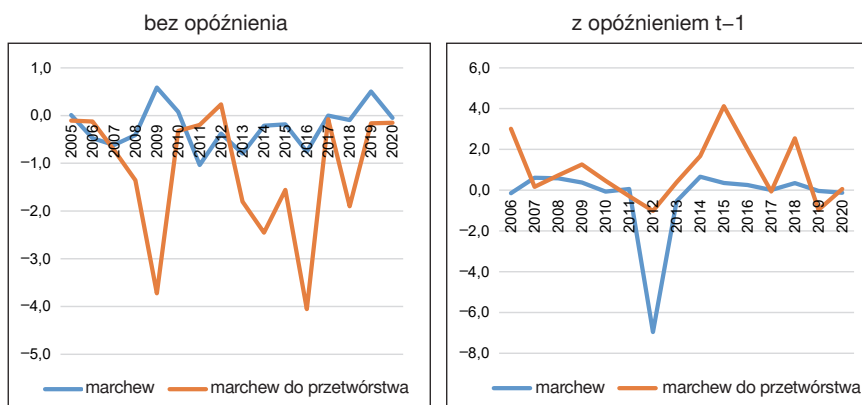 bez opóźnienia
1,0
0,0
−1,0
−2,0
−3,0
−4,0
−5,0
2005 2006 2007 2008 2009 2010 2011 2012 2013 2014 2015 2016 2017 2018 2019 2020
marchew marchew do przetwórstwa
z opóźnieniem t−1
6,0
4,0
2,0
0,0
−2,0
−4,0
−6,0
−8,0
2006 2007 2008 2009 2010 2011 2012 2013 2014 2015 2016 2017 2018 2019 2020
marchew marchew do przetwórstwa